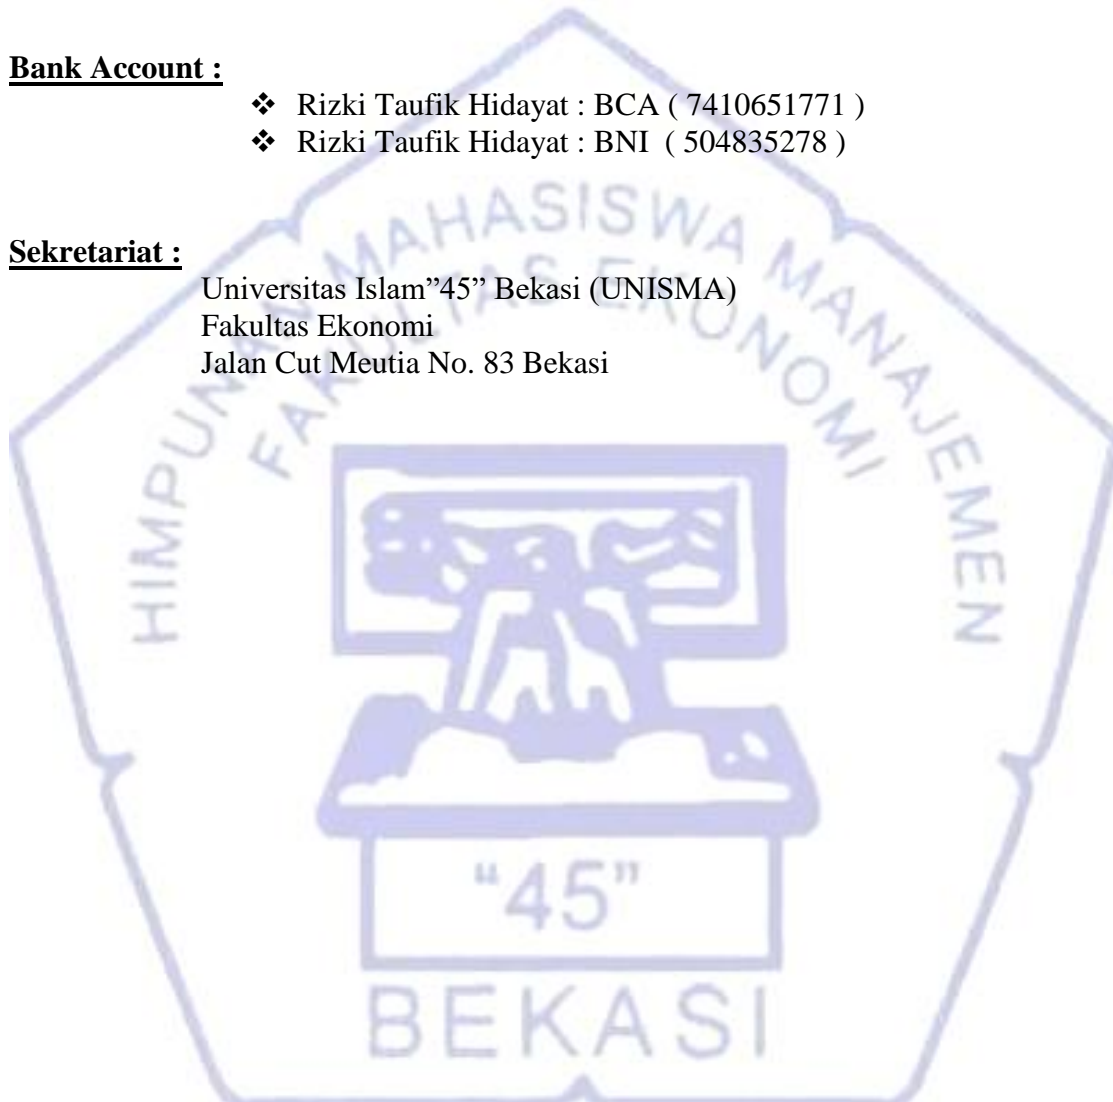 Bank Account :
❖ Rizki Taufik Hidayat : BCA ( 7410651771 )
❖ Rizki Taufik Hidayat : BNI ( 504835278 )
Sekretariat :
Universitas Islam”45” Bekasi (UNISMA)
Fakultas Ekonomi
Jalan Cut Meutia No. 83 Bekasi
HIMPUNAN MAHASISWA MANAJEMEN
FAKULTAS EKONOMI
“45”
BEKASI